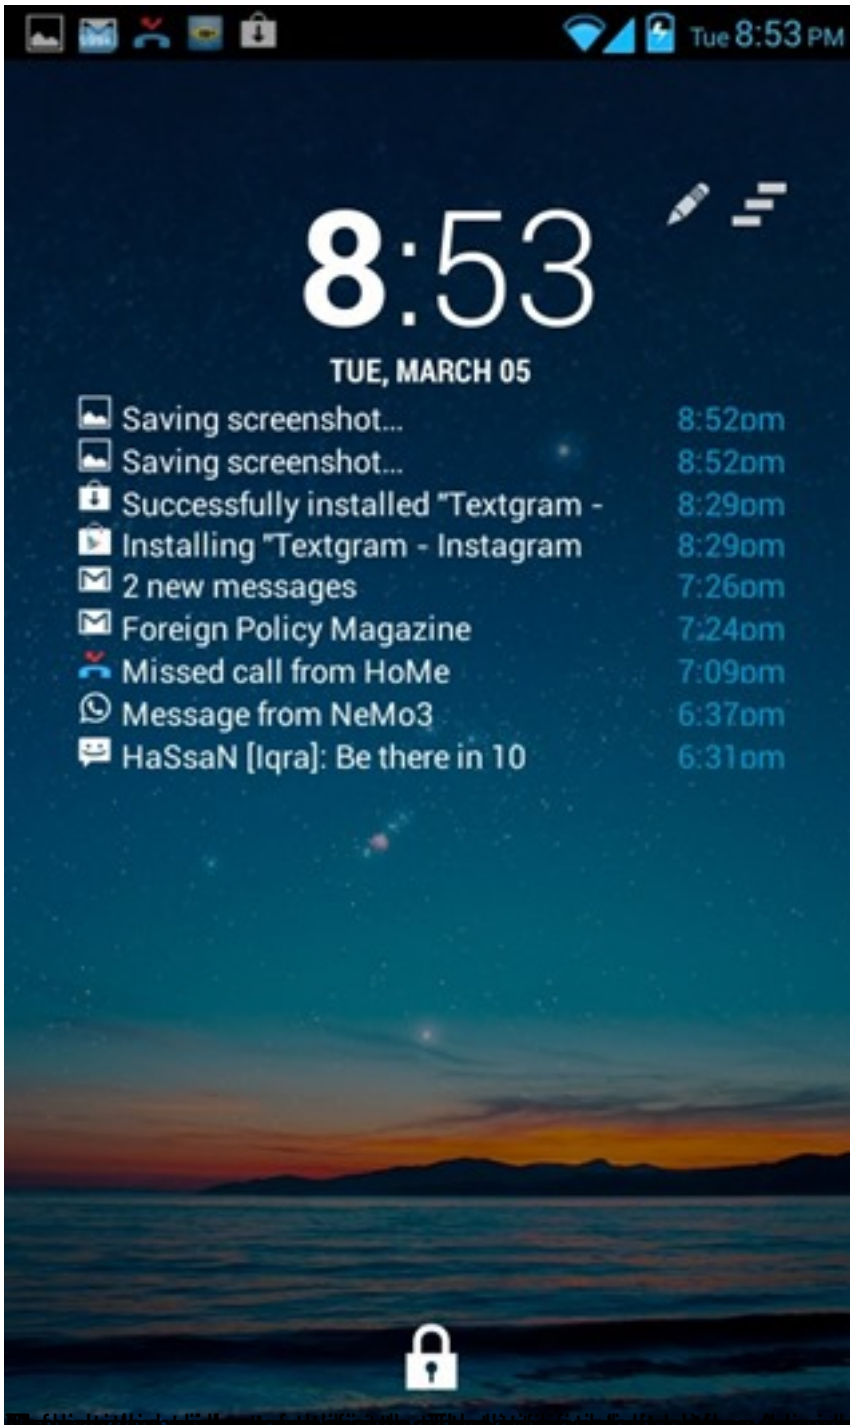 Tue 8:53 PM
8:53
TUE, MARCH 05
Saving screenshot... 8:52pm
Saving screenshot... 8:52pm
Successfully installed "Textgram - 8:29pm
Installing "Textgram - Instagram 8:29pm
2 new messages 7:26pm
Foreign Policy Magazine 7:24pm
Missed call from HoMe 7:09pm
Message from NeMo3 6:37pm
HaSsaN [Iqra]: Be there in 10 6:31pm